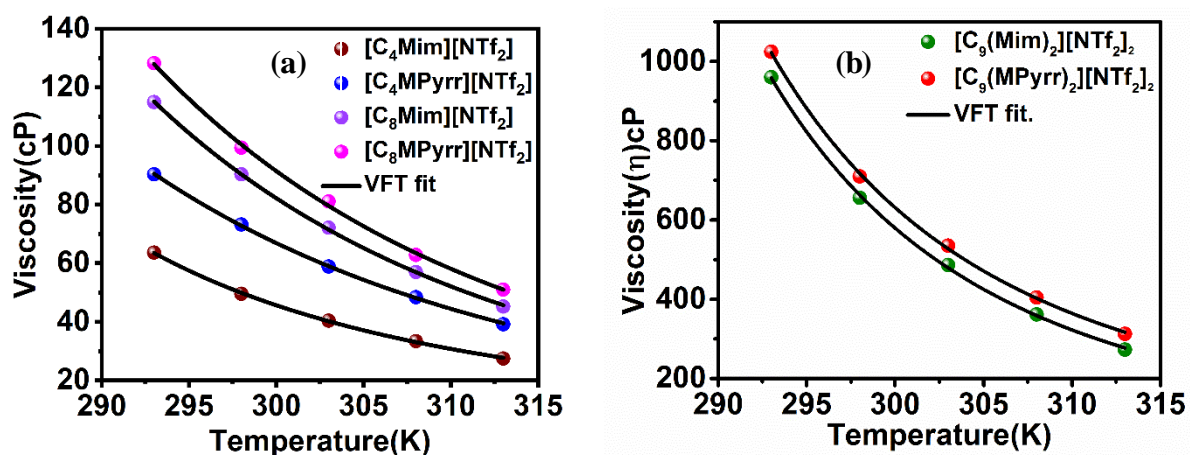 140
120
100
80
60
40
20
290
295
300
305
310
315
Viscosity(cP)
Temperature(K)
(a)
[C₄Mim][NTf₂]
[C₄MPyrr][NTf₂]
[C₈Mim][NTf₂]
[C₈MPyrr][NTf₂]
VFT fit
1000
800
600
400
200
290
295
300
305
310
315
Viscosity(η)cP
Temperature(K)
(b)
[C₉(Mim)₂][NTf₂]₂
[C₉(MPyrr)₂][NTf₂]₂
VFT fit.